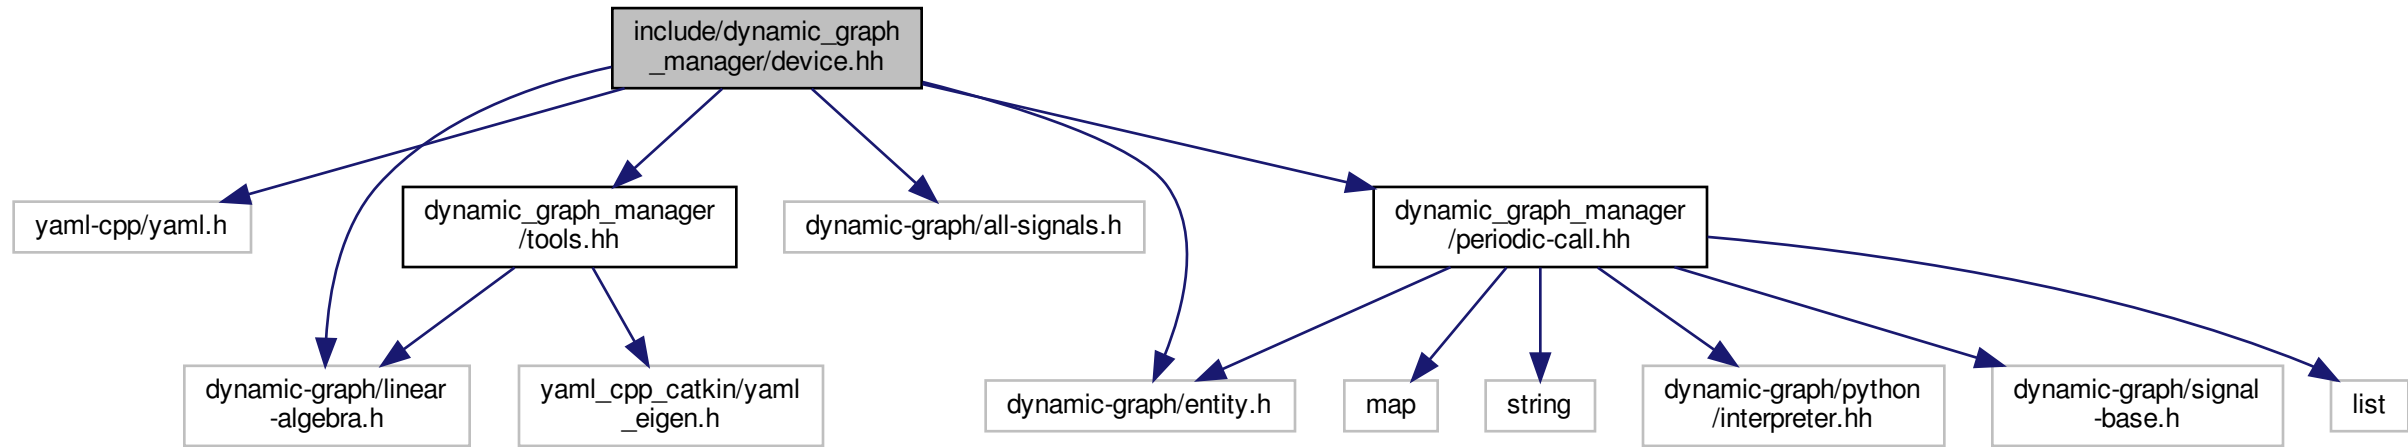 include/dynamic_graph
_manager/device.hh
yaml-cpp/yaml.h
dynamic_graph_manager
/tools.hh
dynamic-graph/all-signals.h
dynamic_graph_manager
/periodic-call.hh
dynamic-graph/linear
-algebra.h
yaml_cpp_catkin/yaml
_eigen.h
dynamic-graph/entity.h
map
string
dynamic-graph/python
/interpreter.hh
dynamic-graph/signal
-base.h
list